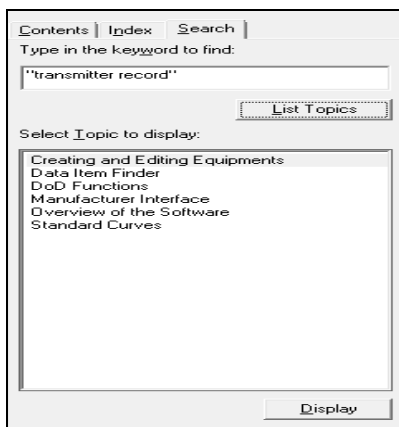 Contents Index Search
Type in the keyword to find:
"transmitter record"
List Topics
Select Topic to display:
Creating and Editing Equipments
Data Item Finder
DoD Functions
Manufacturer Interface
Overview of the Software
Standard Curves
Display